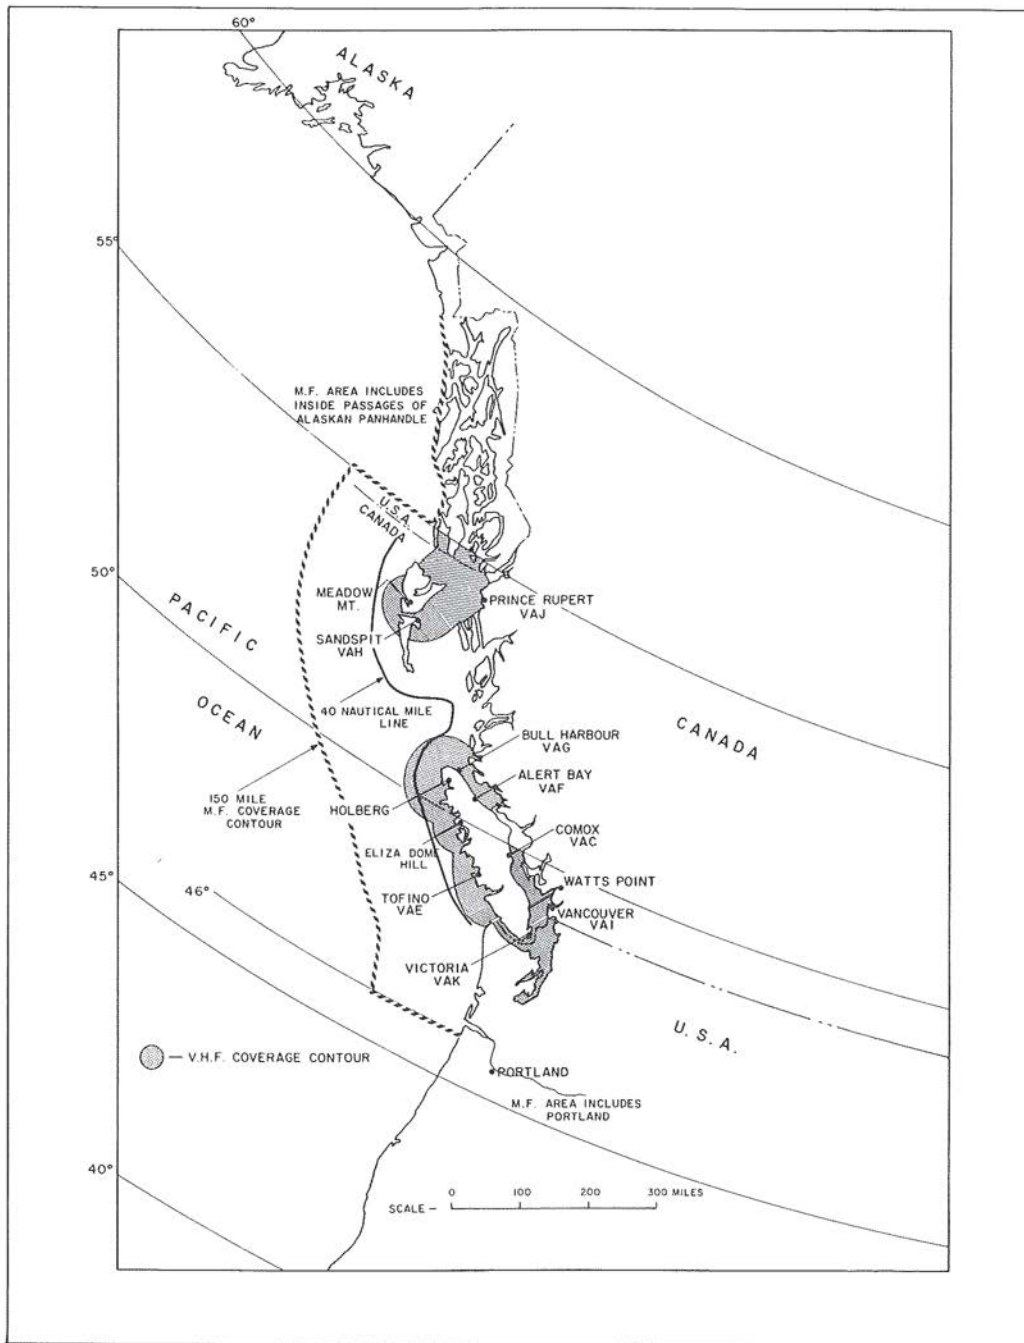 60°
ALASKA
55°
M.F. AREA INCLUDES
INSIDE PASSAGES OF
ALASKAN PANHANDLE
U.S.A.
CANADA
50°
MEADOW
MT.
PRINCE RUPERT
VAJ
PACIFIC
OCEAN
SANDSPIT
VAH
40 NAUTICAL MILE
LINE
CANADA
BULL HARBOUR
VAG
ALERT BAY
VAF
150 MILE
M.F. COVERAGE
CONTOUR
HOLBERG
COMOX
VAC
ELIZA DOME
HILL
45°
46°
WATTS POINT
TOFINO
VAE
VANCOUVER
VAI
VICTORIA
VAK
U.S.A.
— V.H.F. COVERAGE CONTOUR
PORTLAND
M.F. AREA INCLUDES
PORTLAND
40°
0 100 200 300 MILES
SCALE —